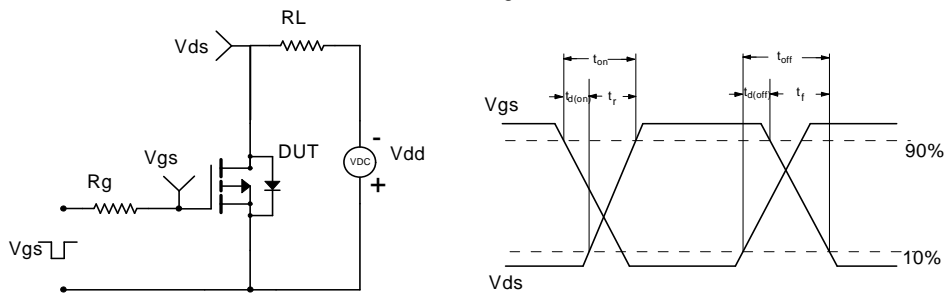 RL
Vds
Vgs
DUT
VDC
-
+
Vdd
Rg
Vgs
ton
toff
td(on)
tr
td(off)
tf
Vgs
90%
10%
Vds